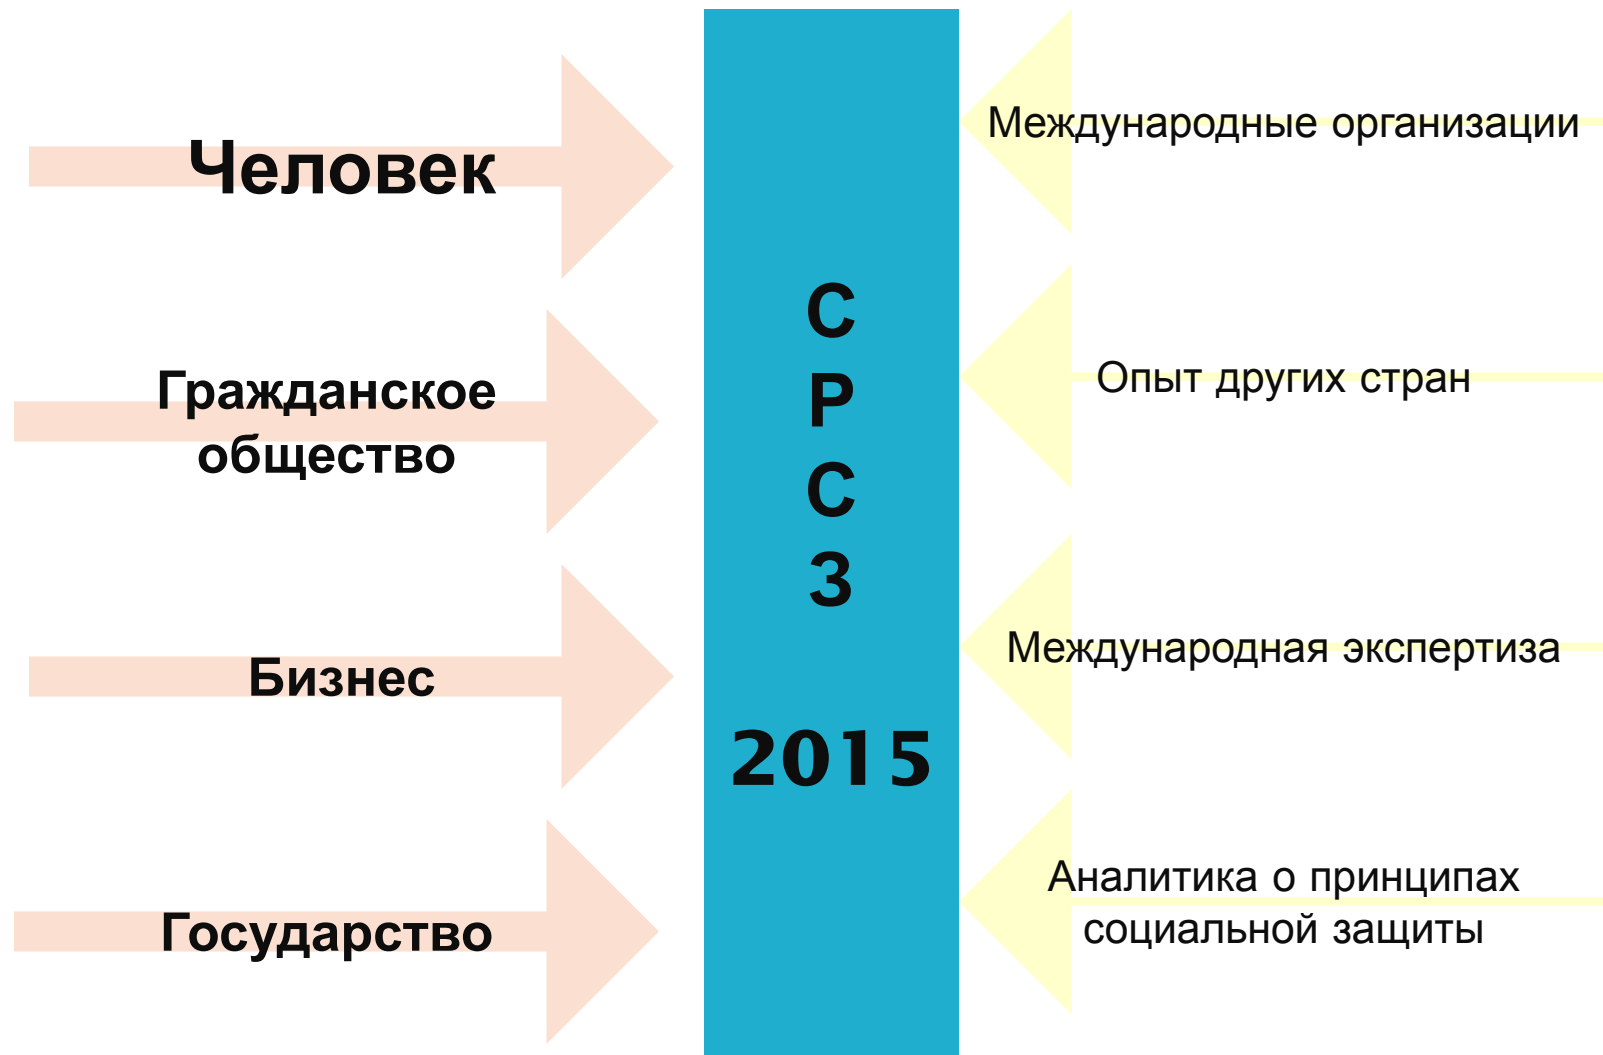 Человек
Гражданское
общество
Бизнес
Государство
С
Р
С
З
2015
Международные организации
Опыт других стран
Международная экспертиза
Аналитика о принципах
социальной защиты